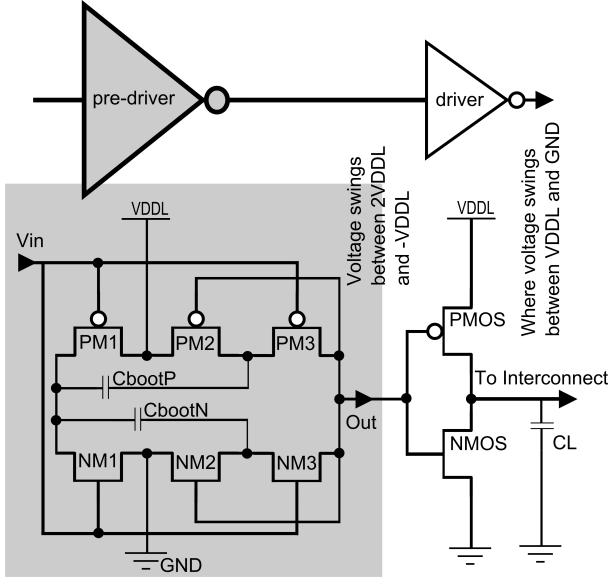 pre-driver
driver
Voltage swings
between 2VDDL
and -VDDL
Where voltage swings
between VDDL and GND
VDDL
VDDL
Vin
PM1
PM2
PM3
PMOS
CbootP
To Interconnect
CbootN
Out
NMOS
CL
NM1
NM2
NM3
GND